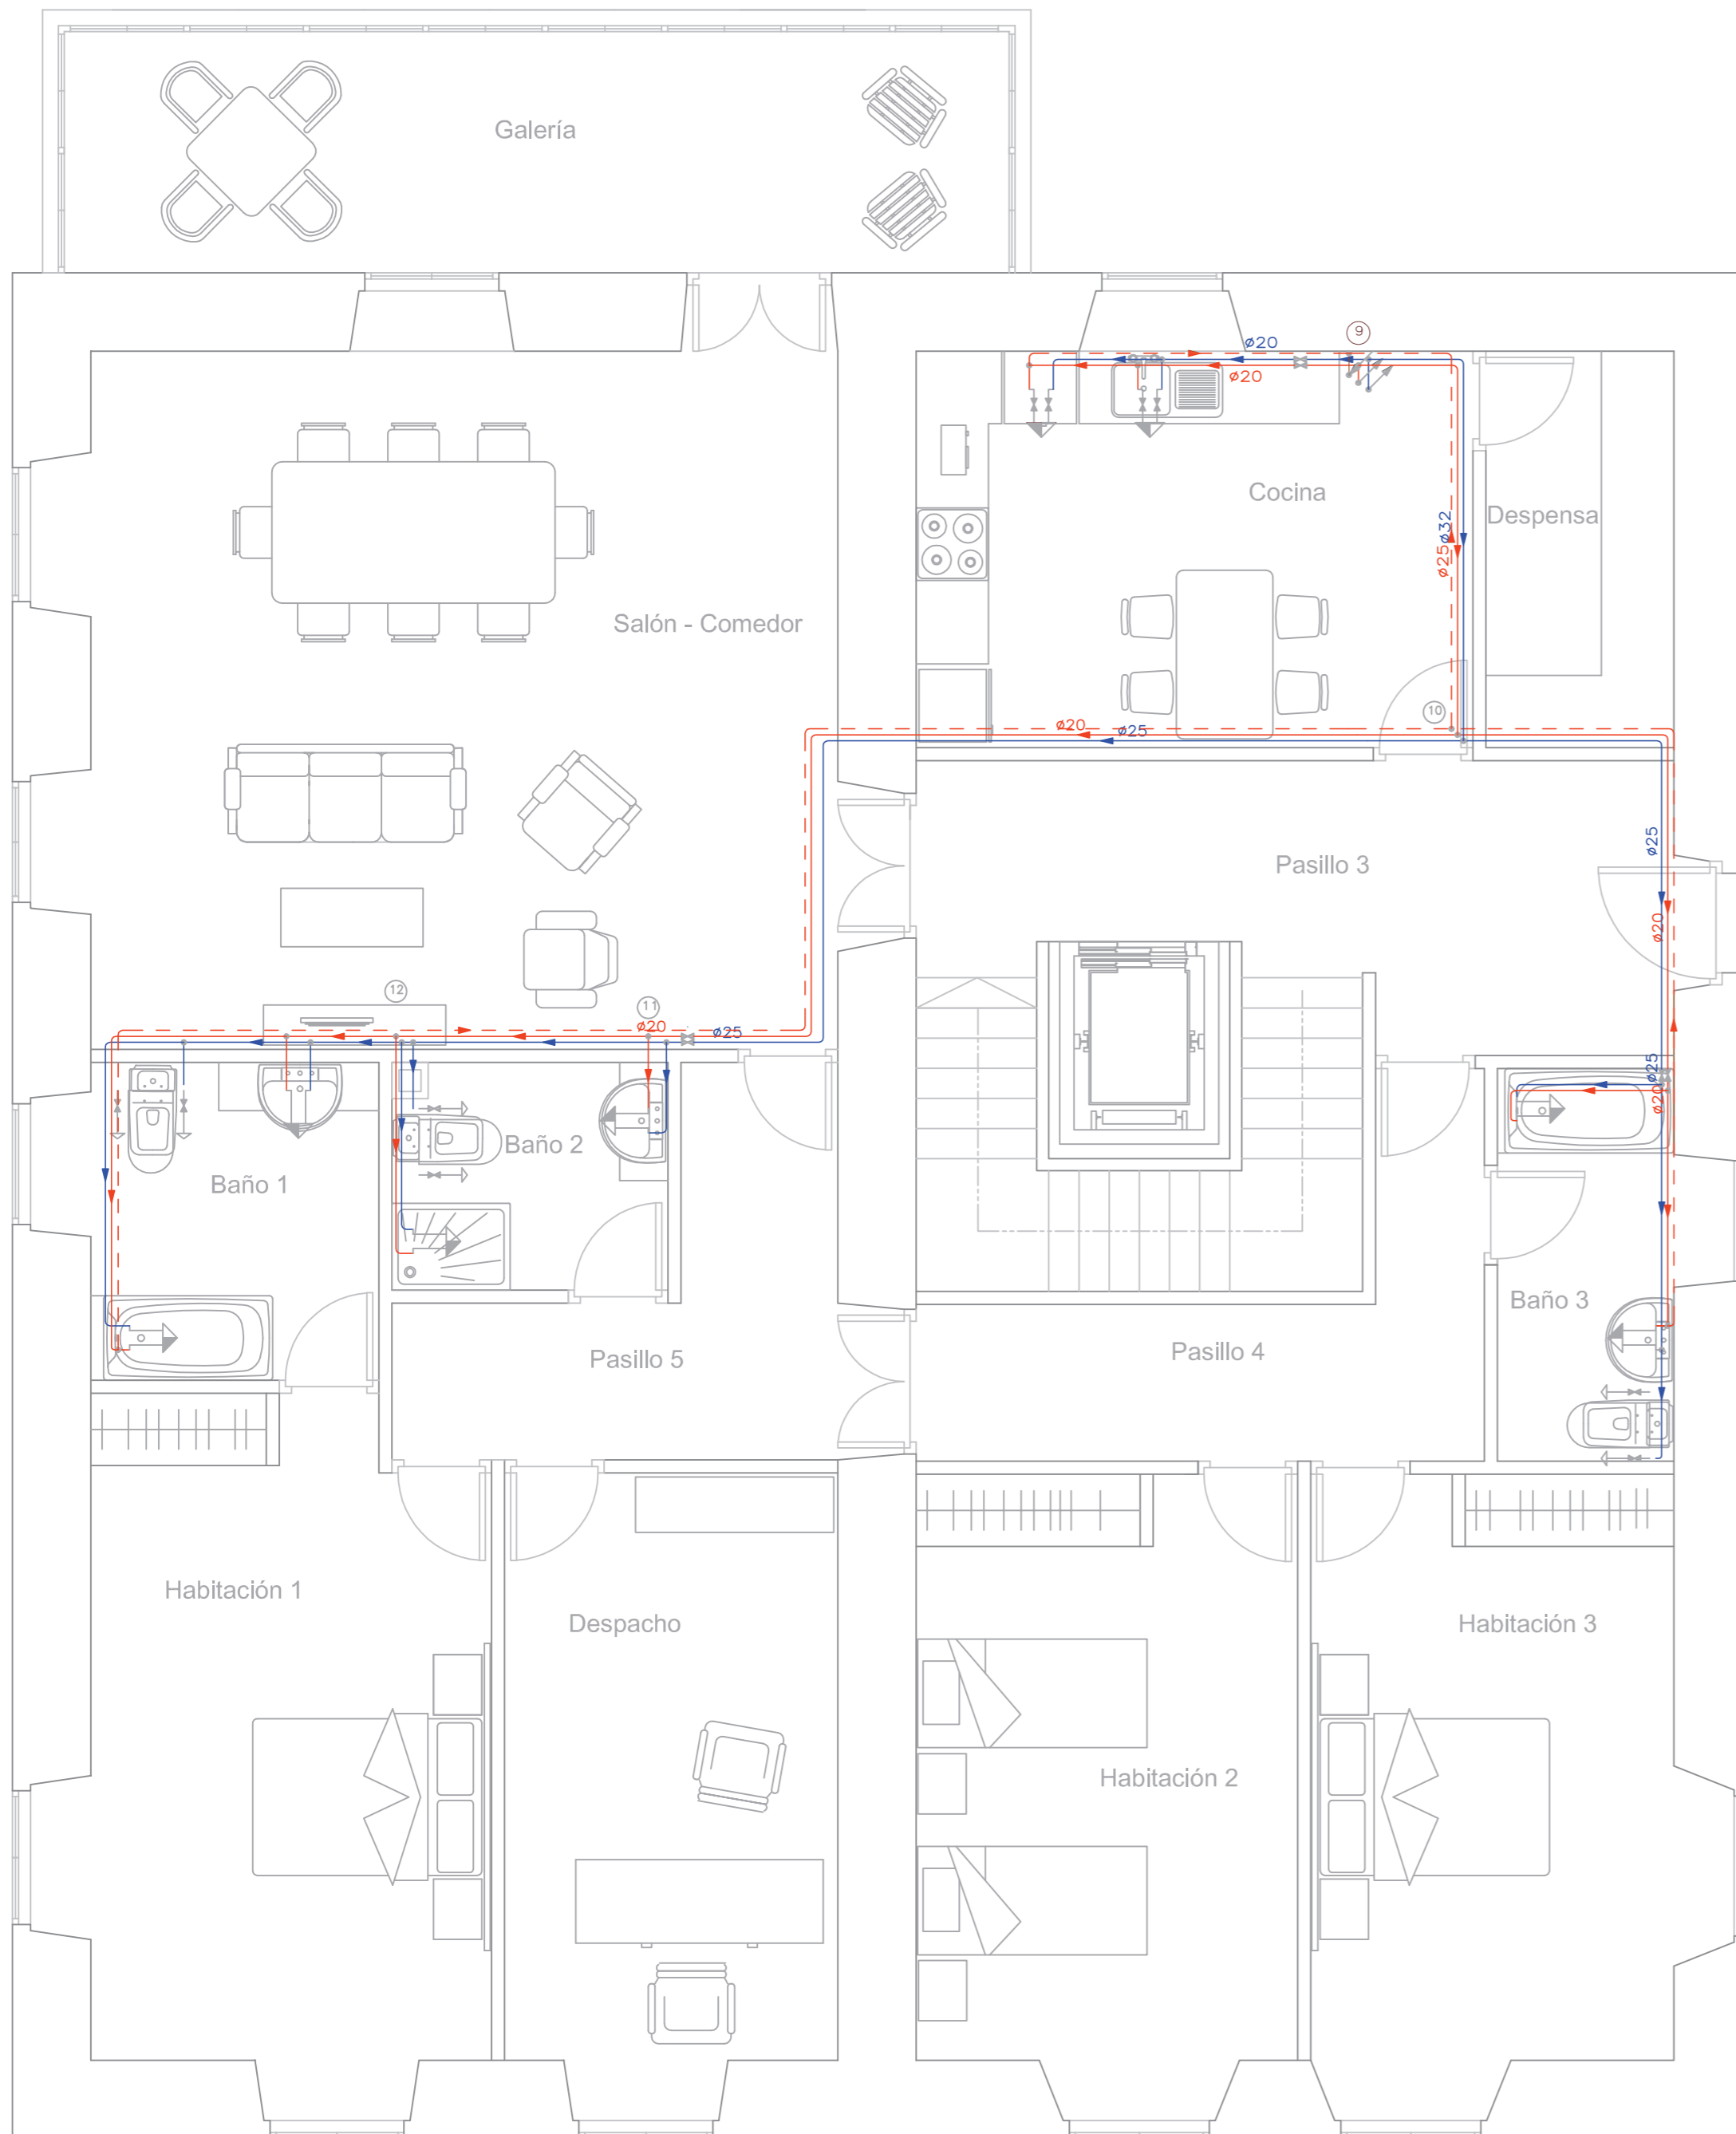 Galería
9
ø20
ø20
Cocina
Despensa
ø32
ø25
Salón - Comedor
10
ø20
ø25
ø25
Pasillo 3
ø20
12
11
ø20
ø25
ø25
ø20
Baño 2
Baño 1
Baño 3
Pasillo 5
Pasillo 4
Habitación 1
Despacho
Habitación 3
Habitación 2